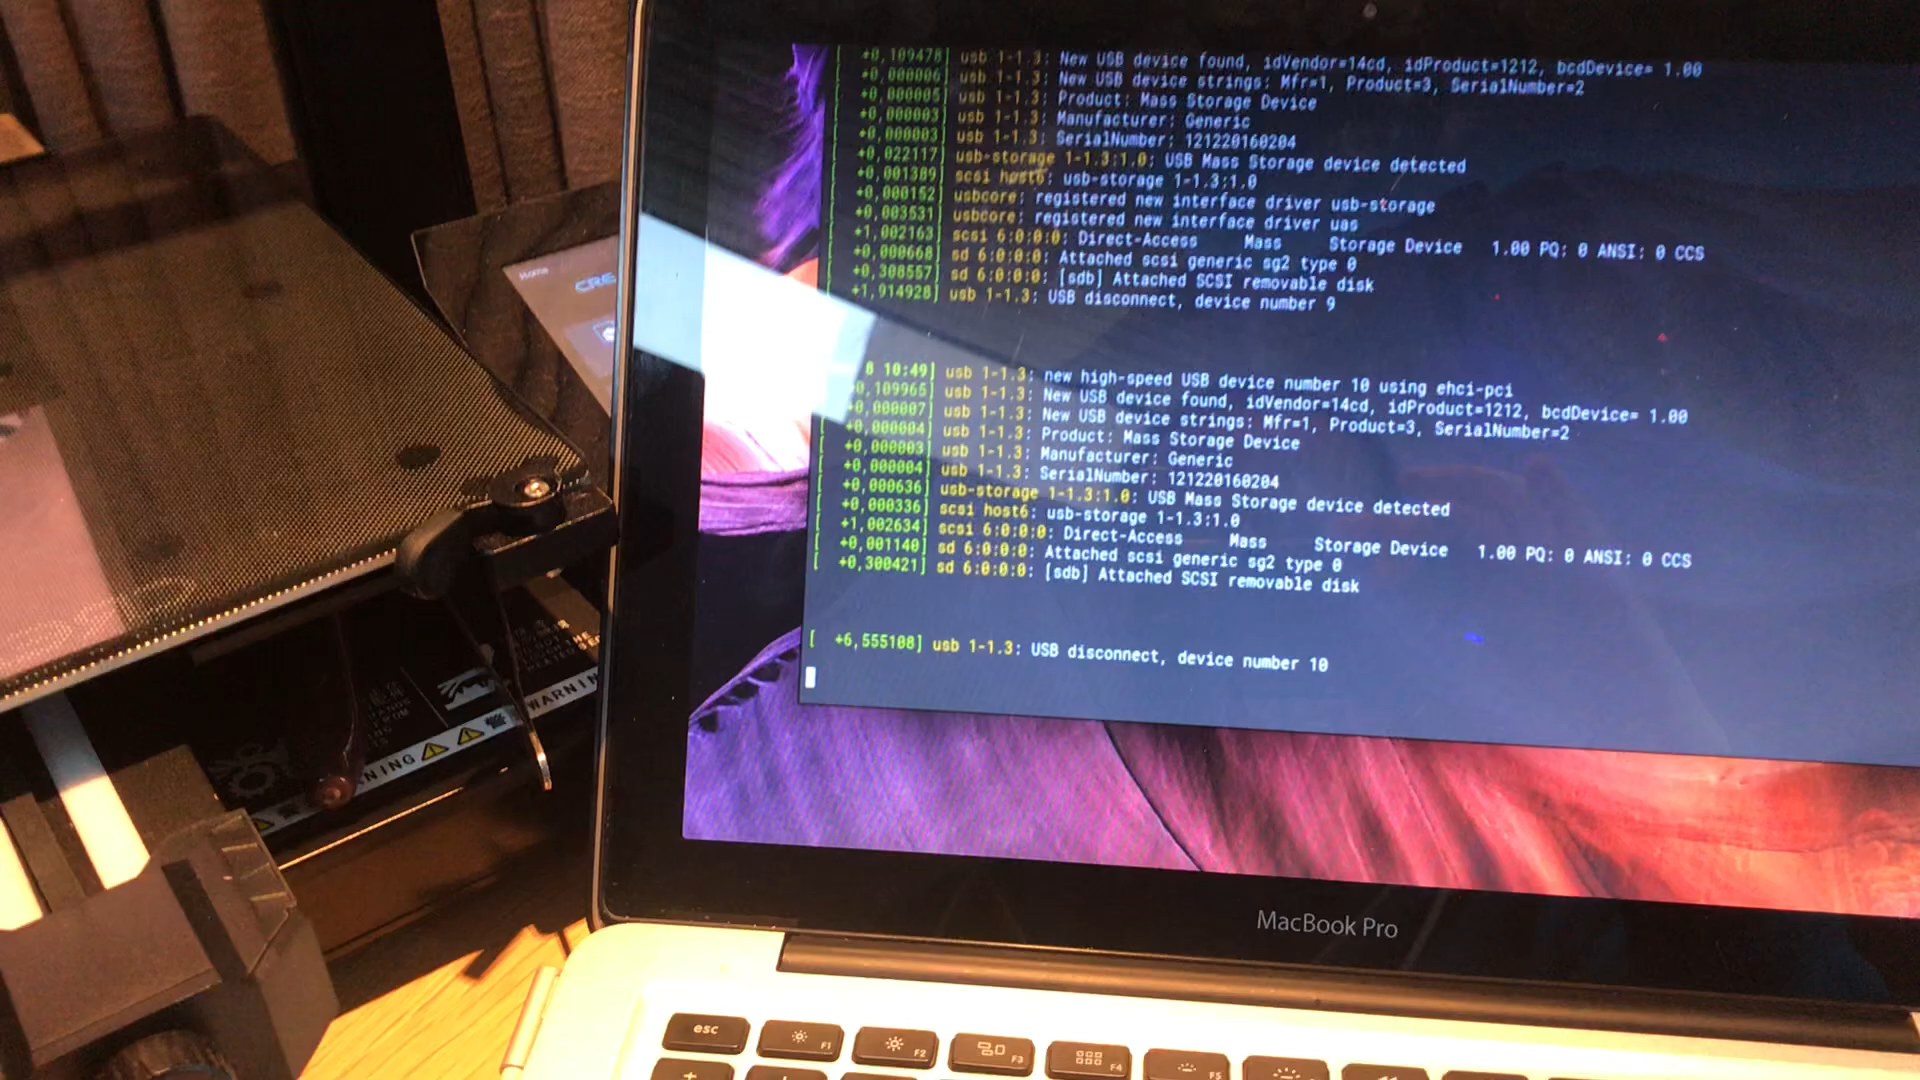 +0,109478] usb 1-1.3: New USB device found, idVendor=14cd, idProduct=1212, bcdDevice= 1.00
+0,000006] usb 1-1.3: New USB device strings: Mfr=1, Product=3, SerialNumber=2
+0,000005] usb 1-1.3: Product: Mass Storage Device
+0,000003] usb 1-1.3: Manufacturer: Generic
+0,000003] usb 1-1.3: SerialNumber: 121220160204
+0,022117] usb-storage 1-1.3:1.0: USB Mass Storage device detected
+0,001389] scsi host6: usb-storage 1-1.3:1.0
+0,000152] usbcore: registered new interface driver usb-storage
+0,003531] usbcore: registered new interface driver uas
+1,002163] scsi 6:0:0:0: Direct-Access Mass Storage Device 1.00 PQ: 0 ANSI: 0 CCS
+0,000668] sd 6:0:0:0: Attached scsi generic sg2 type 0
+0,308557] sd 6:0:0:0: [sdb] Attached SCSI removable disk
+1,914928] usb 1-1.3: USB disconnect, device number 9
8 10:49] usb 1-1.3: new high-speed USB device number 10 using ehci-pci
+0,109965] usb 1-1.3: New USB device found, idVendor=14cd, idProduct=1212, bcdDevice= 1.00
+0,000007] usb 1-1.3: New USB device strings: Mfr=1, Product=3, SerialNumber=2
+0,000004] usb 1-1.3: Product: Mass Storage Device
+0,000003] usb 1-1.3: Manufacturer: Generic
+0,000004] usb 1-1.3: SerialNumber: 121220160204
+0,000636] usb-storage 1-1.3:1.0: USB Mass Storage device detected
+0,000336] scsi host6: usb-storage 1-1.3:1.0
+1,002634] scsi 6:0:0:0: Direct-Access Mass Storage Device 1.00 PQ: 0 ANSI: 0 CCS
+0,001140] sd 6:0:0:0: Attached scsi generic sg2 type 0
[ +0,300421] sd 6:0:0:0: [sdb] Attached SCSI removable disk
[ +6,555108] usb 1-1.3: USB disconnect, device number 10
Home
CRE
WARNIN
NING
MacBook Pro
esc F1 F2 F3 F4 F5